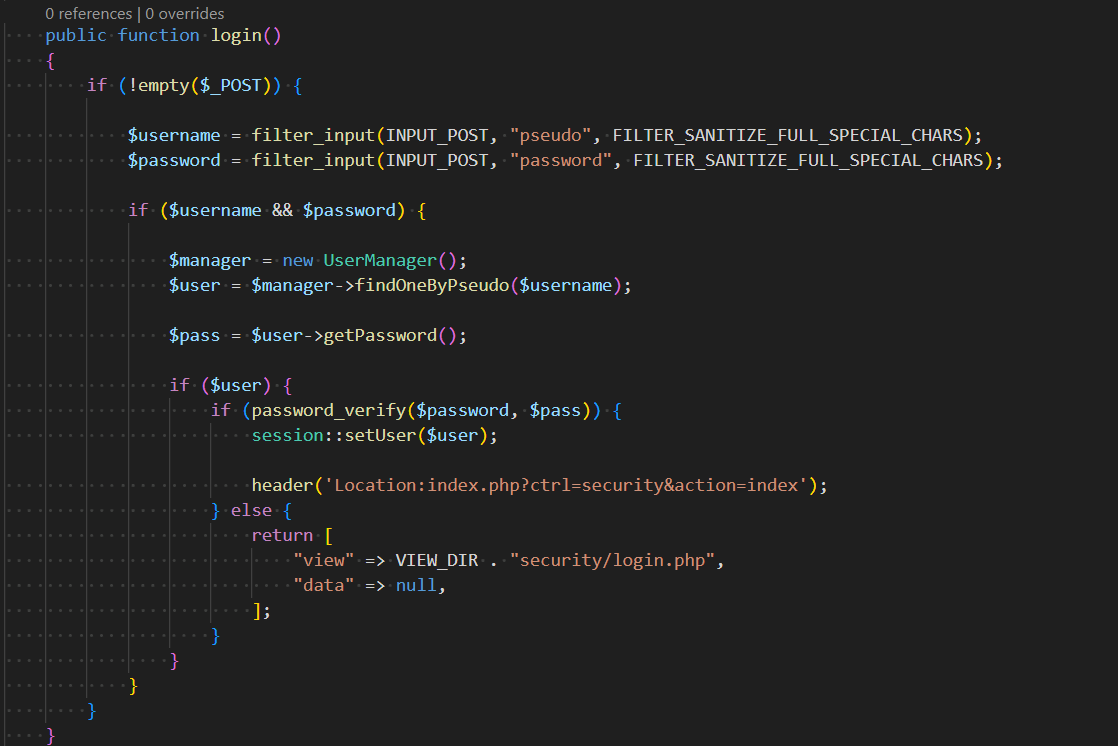 0 references | 0 overrides
public function login()
{
if (!empty($_POST)) {
$username = filter_input(INPUT_POST, "pseudo", FILTER_SANITIZE_FULL_SPECIAL_CHARS);
$password = filter_input(INPUT_POST, "password", FILTER_SANITIZE_FULL_SPECIAL_CHARS);
if ($username && $password) {
$manager = new UserManager();
$user = $manager->findOneByPseudo($username);
$pass = $user->getPassword();
if ($user) {
if (password_verify($password, $pass)) {
session::setUser($user);
header('Location:index.php?ctrl=security&action=index');
} else {
return [
"view" => VIEW_DIR . "security/login.php",
"data" => null,
];
}
}
}
}
}